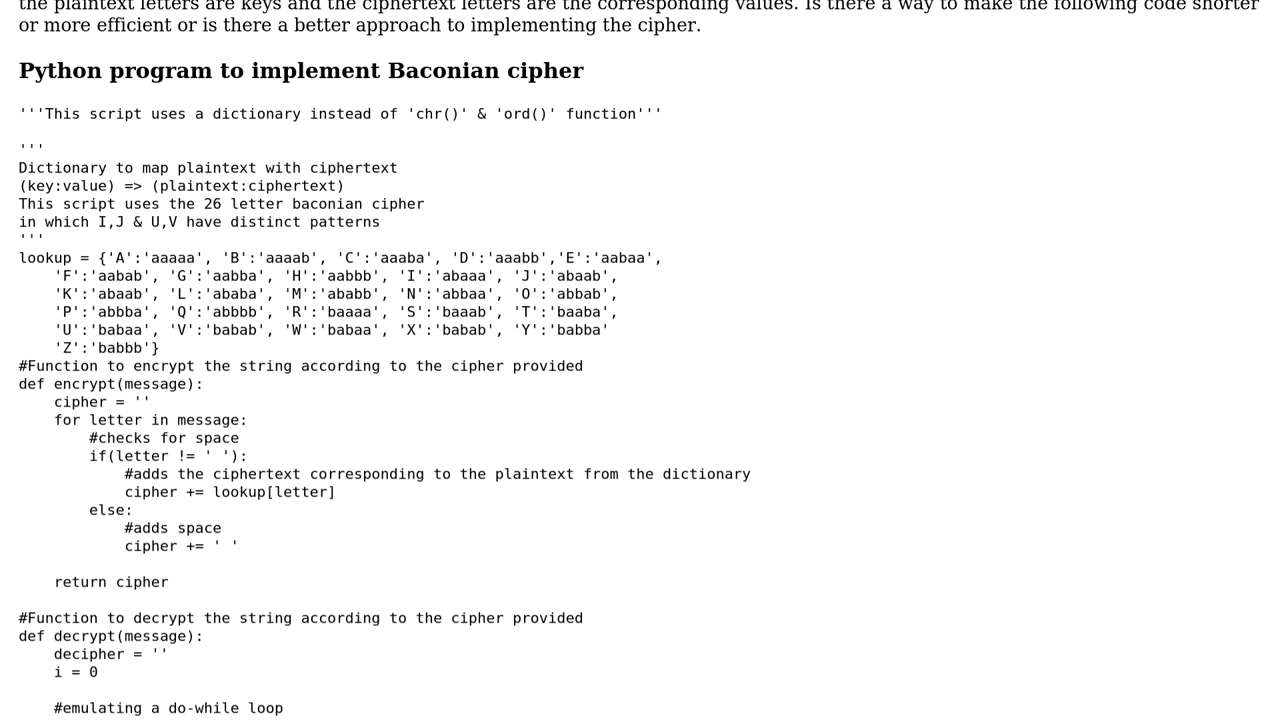 the plaintext letters are keys and the ciphertext letters are the corresponding values. Is there a way to make the following code shorter
or more efficient or is there a better approach to implementing the cipher.
Python program to implement Baconian cipher
'''This script uses a dictionary instead of 'chr()' & 'ord()' function'''
'''
Dictionary to map plaintext with ciphertext
(key:value) => (plaintext:ciphertext)
This script uses the 26 letter baconian cipher
in which I,J & U,V have distinct patterns
'''
lookup = {'A':'aaaaa', 'B':'aaaab', 'C':'aaaba', 'D':'aaabb','E':'aabaa',
    'F':'aabab', 'G':'aabba', 'H':'aabbb', 'I':'abaaa', 'J':'abaab',
    'K':'abaab', 'L':'ababa', 'M':'ababb', 'N':'abbaa', 'O':'abbab',
    'P':'abbba', 'Q':'abbbb', 'R':'baaaa', 'S':'baaab', 'T':'baaba',
    'U':'babaa', 'V':'babab', 'W':'babaa', 'X':'babab', 'Y':'babba'
    'Z':'babbb'}
#Function to encrypt the string according to the cipher provided
def encrypt(message):
    cipher = ''
    for letter in message:
        #checks for space
        if(letter != ' '):
            #adds the ciphertext corresponding to the plaintext from the dictionary
            cipher += lookup[letter]
        else:
            #adds space
            cipher += ' '
    return cipher
#Function to decrypt the string according to the cipher provided
def decrypt(message):
    decipher = ''
    i = 0
    #emulating a do-while loop